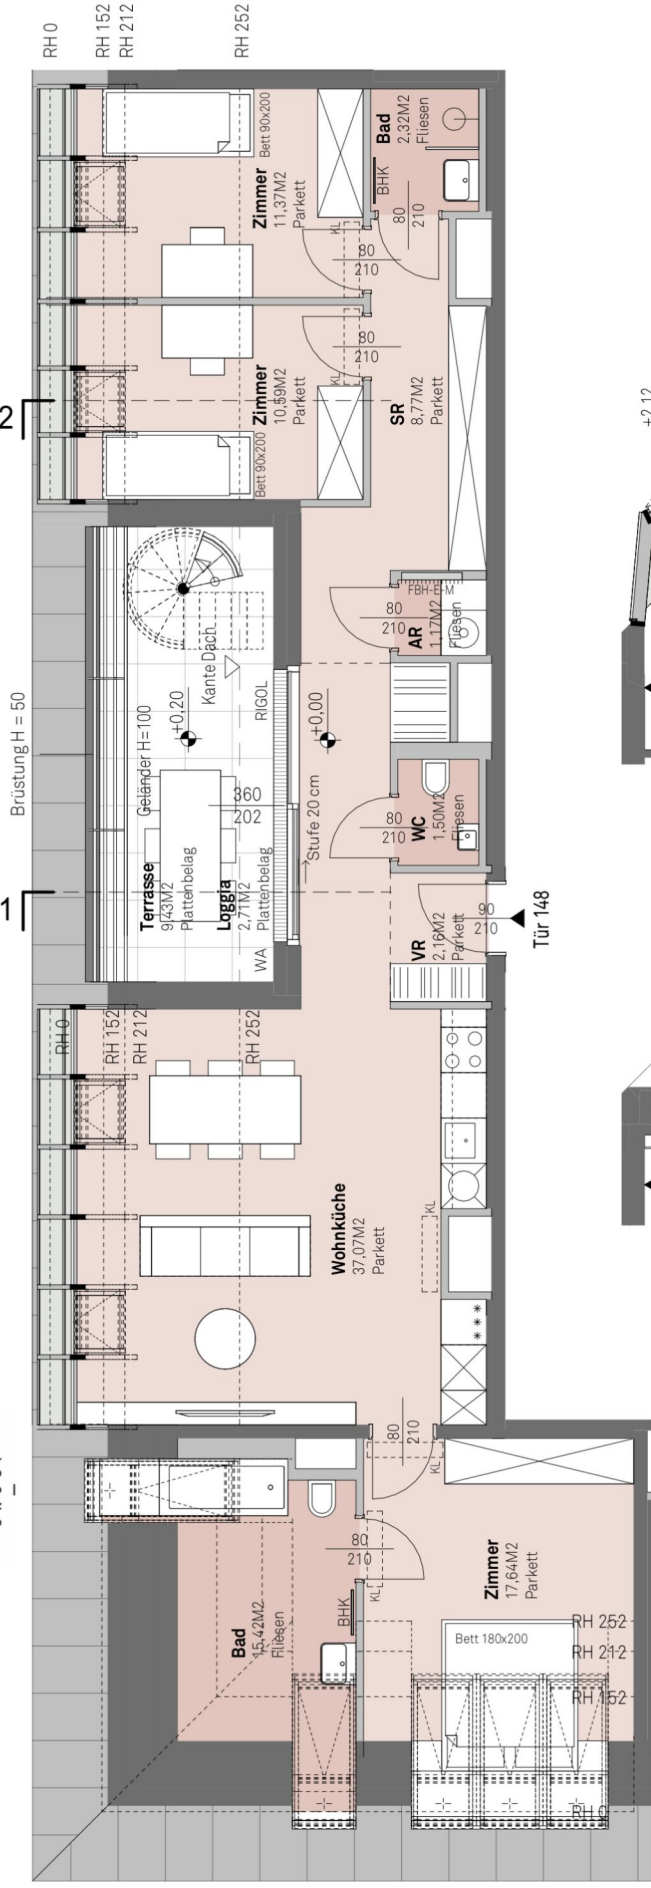 RH 0
RH 152
RH 212
RH 252
Bett 90x200
Zimmer
11,37M2
Parkett
Bad
2,32M2
Fliesen
BHK
80
210
KL
80
210
80
210
KL
Zimmer
10,59M2
Parkett
Bett 90x200
SR
8,77M2
Parkett
2
+2,12
FBH-E-M
80
210
AR
1,17M2
Fliesen
Brüstung H = 50
Kante Dach
+0,20
Geländer H=100
RIGOL
+0,00
360
202
Stufe 20 cm
80
210
WC
1,50M2
Fliesen
Terrasse
9,43M2
Plattenbelag
Loggia
2,71M2
Plattenbelag
WA
1
VR
2,16M2
Parkett
90
210
Tür 148
RH 0
RH 152
RH 212
RH 252
Wohnküche
37,07M2
Parkett
KL
***
80
210
KL
80
210
KL
Zimmer
17,64M2
Parkett
Bad
15,42M2
Fliesen
BHK
Bett 180x200
RH 252
RH 212
RH 152
RH 0